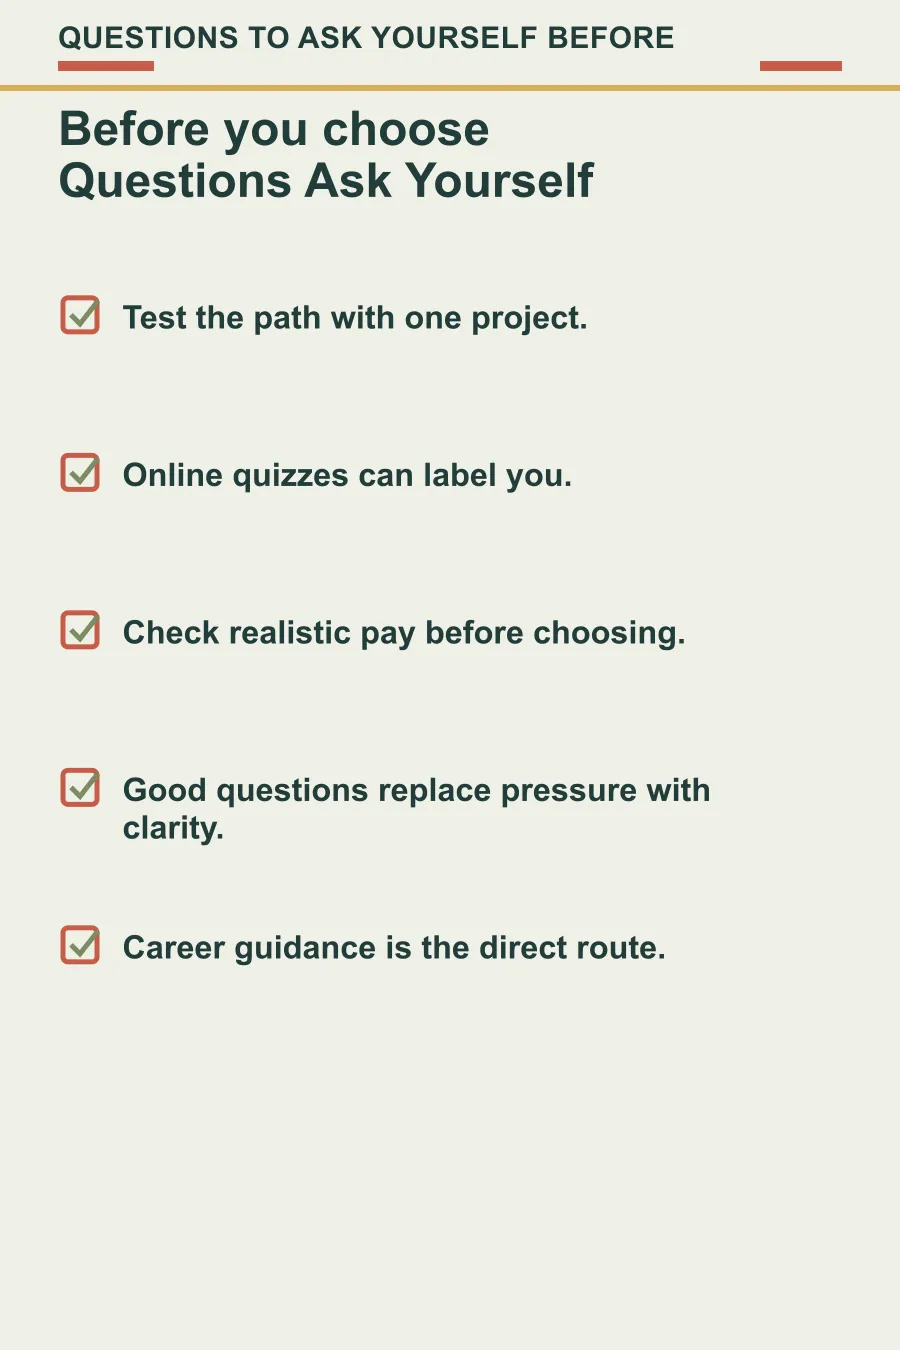 QUESTIONS TO ASK YOURSELF BEFORE
Before you choose
Questions Ask Yourself
Test the path with one project.
Online quizzes can label you.
Check realistic pay before choosing.
Good questions replace pressure with
clarity.
Career guidance is the direct route.